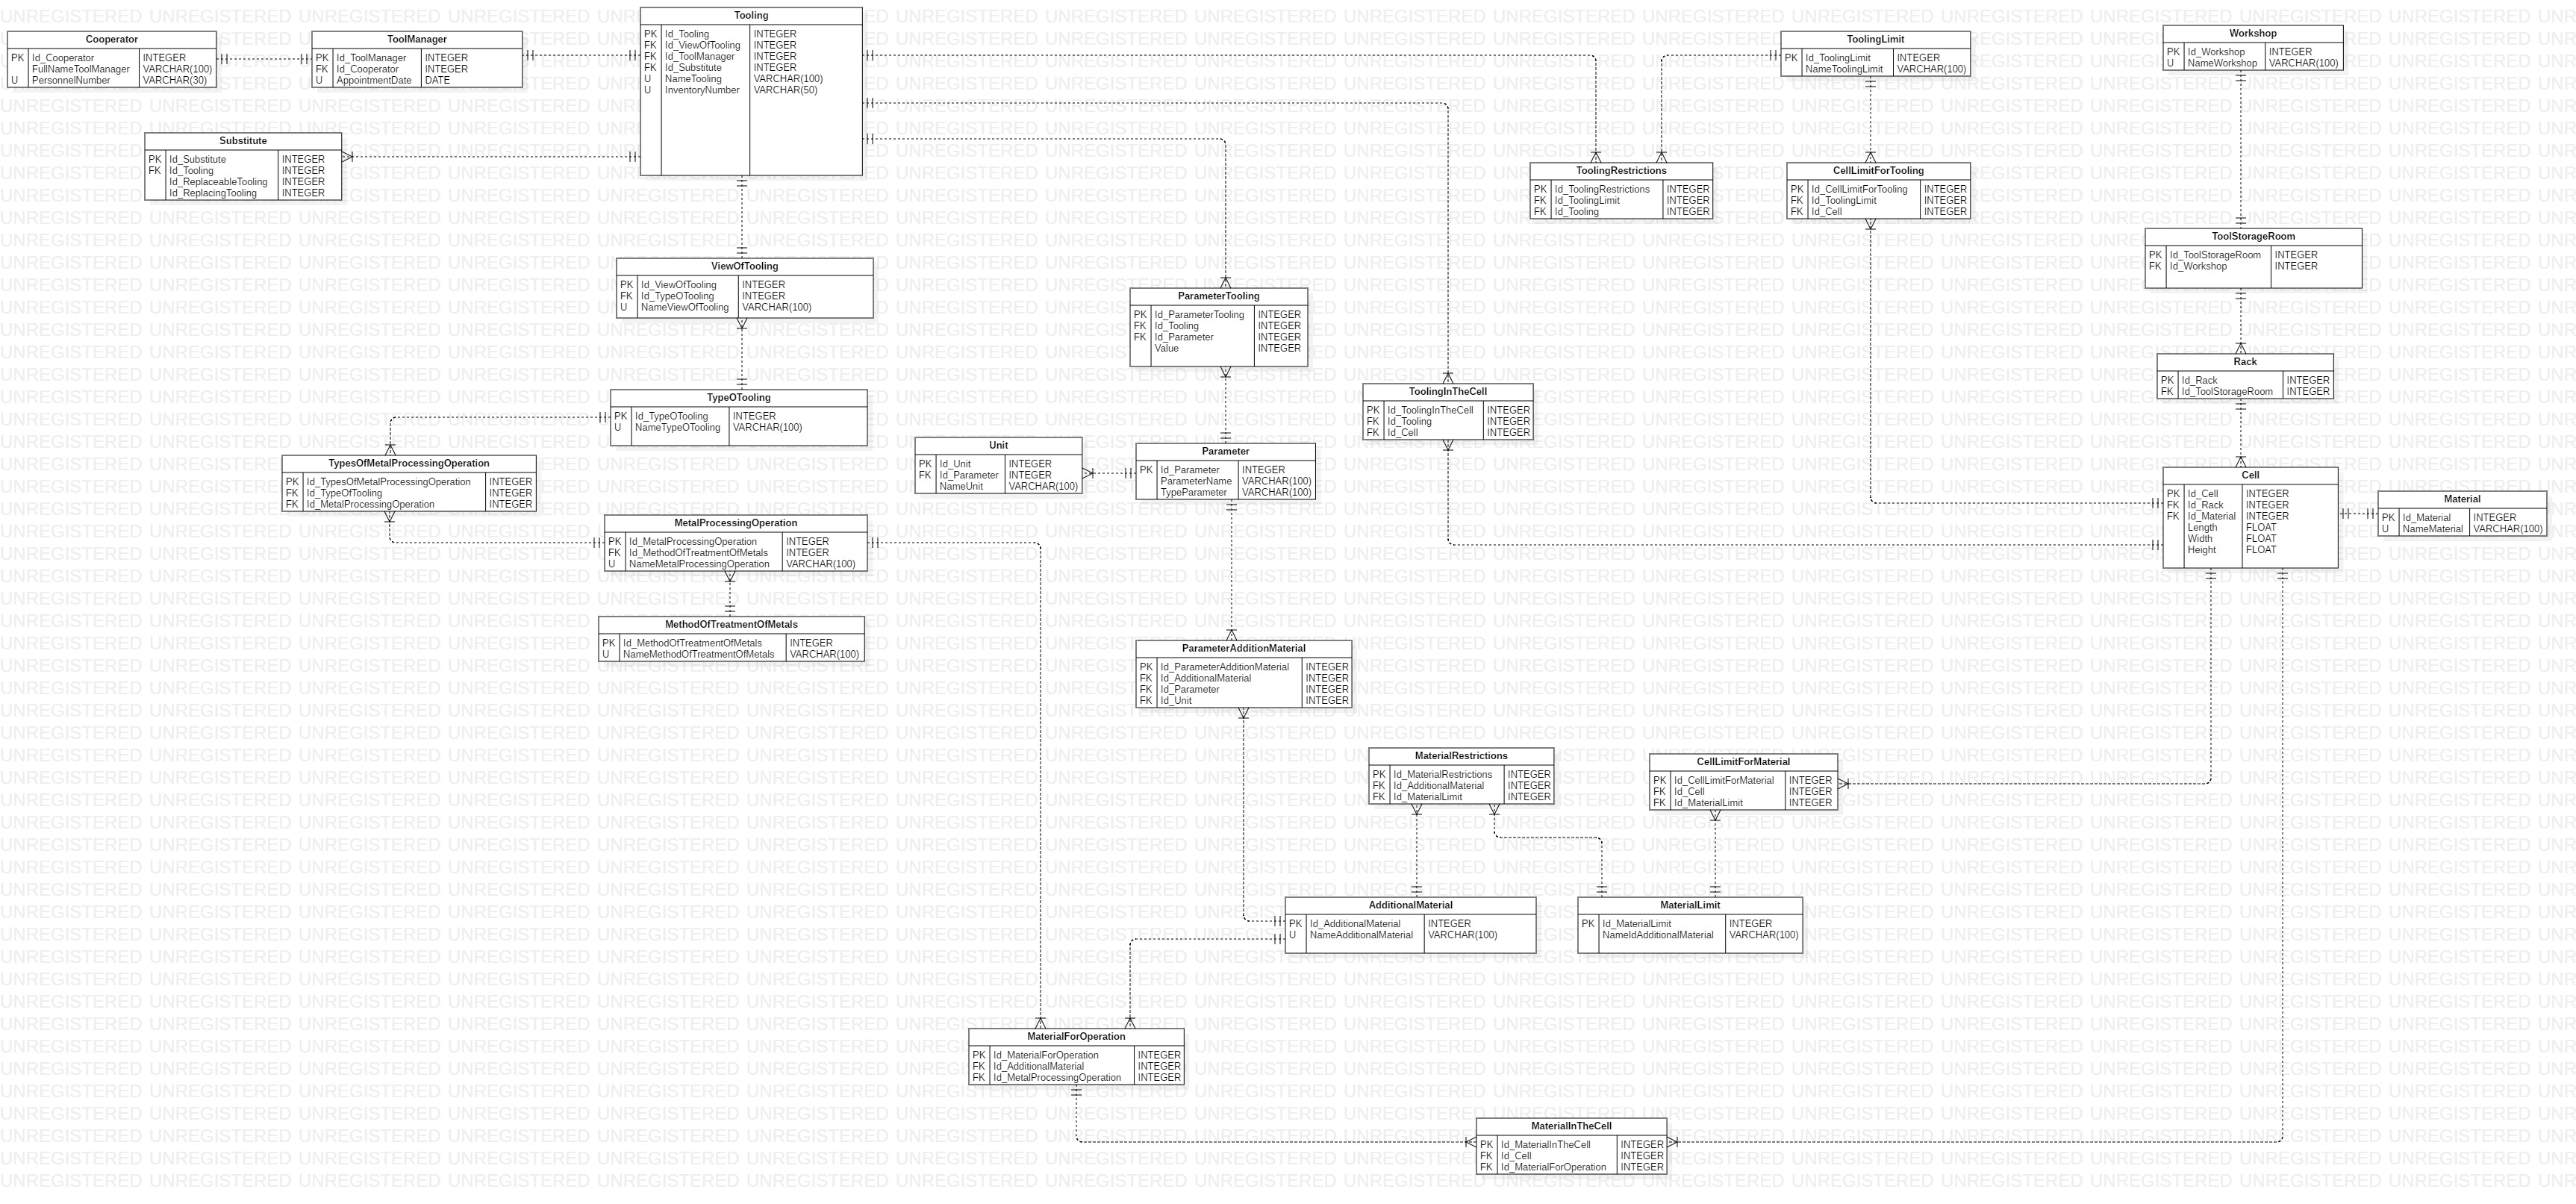 Cooperator
PK Id_Cooperator INTEGER
FullNameToolManager VARCHAR(100)
U PersonnelNumber VARCHAR(30)
ToolManager
PK Id_ToolManager INTEGER
FK Id_Cooperator INTEGER
U AppointmentDate DATE
Tooling
PK Id_Tooling INTEGER
FK Id_ViewOfTooling INTEGER
FK Id_ToolManager INTEGER
FK Id_Substitute INTEGER
U NameTooling VARCHAR(100)
U InventoryNumber VARCHAR(50)
ToolingLimit
PK Id_ToolingLimit INTEGER
NameToolingLimit VARCHAR(100)
Workshop
PK Id_Workshop INTEGER
U NameWorkshop VARCHAR(100)
Substitute
PK Id_Substitute INTEGER
FK Id_Tooling INTEGER
Id_ReplaceableTooling INTEGER
Id_ReplacingTooling INTEGER
ToolingRestrictions
PK Id_ToolingRestrictions INTEGER
FK Id_ToolingLimit INTEGER
FK Id_Tooling INTEGER
CellLimitForTooling
PK Id_CellLimitForTooling INTEGER
FK Id_ToolingLimit INTEGER
FK Id_Cell INTEGER
ToolStorageRoom
PK Id_ToolStorageRoom INTEGER
FK Id_Workshop INTEGER
ViewOfTooling
PK Id_ViewOfTooling INTEGER
FK Id_TypeOTooling INTEGER
U NameViewOfTooling VARCHAR(100)
ParameterTooling
PK Id_ParameterTooling INTEGER
FK Id_Tooling INTEGER
FK Id_Parameter INTEGER
Value INTEGER
Rack
PK Id_Rack INTEGER
FK Id_ToolStorageRoom INTEGER
TypeOTooling
PK Id_TypeOTooling INTEGER
U NameTypeOTooling VARCHAR(100)
ToolingInTheCell
PK Id_ToolingInTheCell INTEGER
FK Id_Tooling INTEGER
FK Id_Cell INTEGER
Unit
PK Id_Unit INTEGER
FK Id_Parameter INTEGER
NameUnit VARCHAR(100)
Parameter
PK Id_Parameter INTEGER
ParameterName VARCHAR(100)
TypeParameter VARCHAR(100)
TypesOfMetalProcessingOperation
PK Id_TypesOfMetalProcessingOperation INTEGER
FK Id_TypeOfTooling INTEGER
FK Id_MetalProcessingOperation INTEGER
Cell
PK Id_Cell INTEGER
FK Id_Rack INTEGER
FK Id_Material INTEGER
Length FLOAT
Width FLOAT
Height FLOAT
Material
PK Id_Material INTEGER
U NameMaterial VARCHAR(100)
MetalProcessingOperation
PK Id_MetalProcessingOperation INTEGER
FK Id_MethodOfTreatmentOfMetals INTEGER
U NameMetalProcessingOperation VARCHAR(100)
MethodOfTreatmentOfMetals
PK Id_MethodOfTreatmentOfMetals INTEGER
U NameMethodOfTreatmentOfMetals VARCHAR(100)
ParameterAdditionMaterial
PK Id_ParameterAdditionMaterial INTEGER
FK Id_AdditionalMaterial INTEGER
FK Id_Parameter INTEGER
FK Id_Unit INTEGER
MaterialRestrictions
PK Id_MaterialRestrictions INTEGER
FK Id_AdditionalMaterial INTEGER
FK Id_MaterialLimit INTEGER
CellLimitForMaterial
PK Id_CellLimitForMaterial INTEGER
FK Id_Cell INTEGER
FK Id_MaterialLimit INTEGER
AdditionalMaterial
PK Id_AdditionalMaterial INTEGER
U NameAdditionalMaterial VARCHAR(100)
MaterialLimit
PK Id_MaterialLimit INTEGER
NameIdAdditionalMaterial VARCHAR(100)
MaterialForOperation
PK Id_MaterialForOperation INTEGER
FK Id_AdditionalMaterial INTEGER
FK Id_MetalProcessingOperation INTEGER
MaterialInTheCell
PK Id_MaterialInTheCell INTEGER
FK Id_Cell INTEGER
FK Id_MaterialForOperation INTEGER
UNREGISTERED